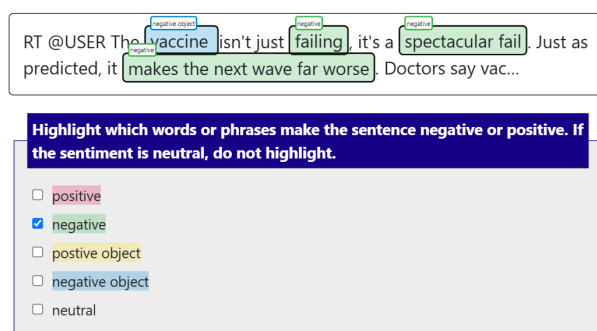 negative object negative negative
RT @USER The vaccine isn't just failing, it's a spectacular fail. Just as
negative
predicted, it makes the next wave far worse. Doctors say vac...
Highlight which words or phrases make the sentence negative or positive. If
the sentiment is neutral, do not highlight.
positive
negative
postive object
negative object
neutral